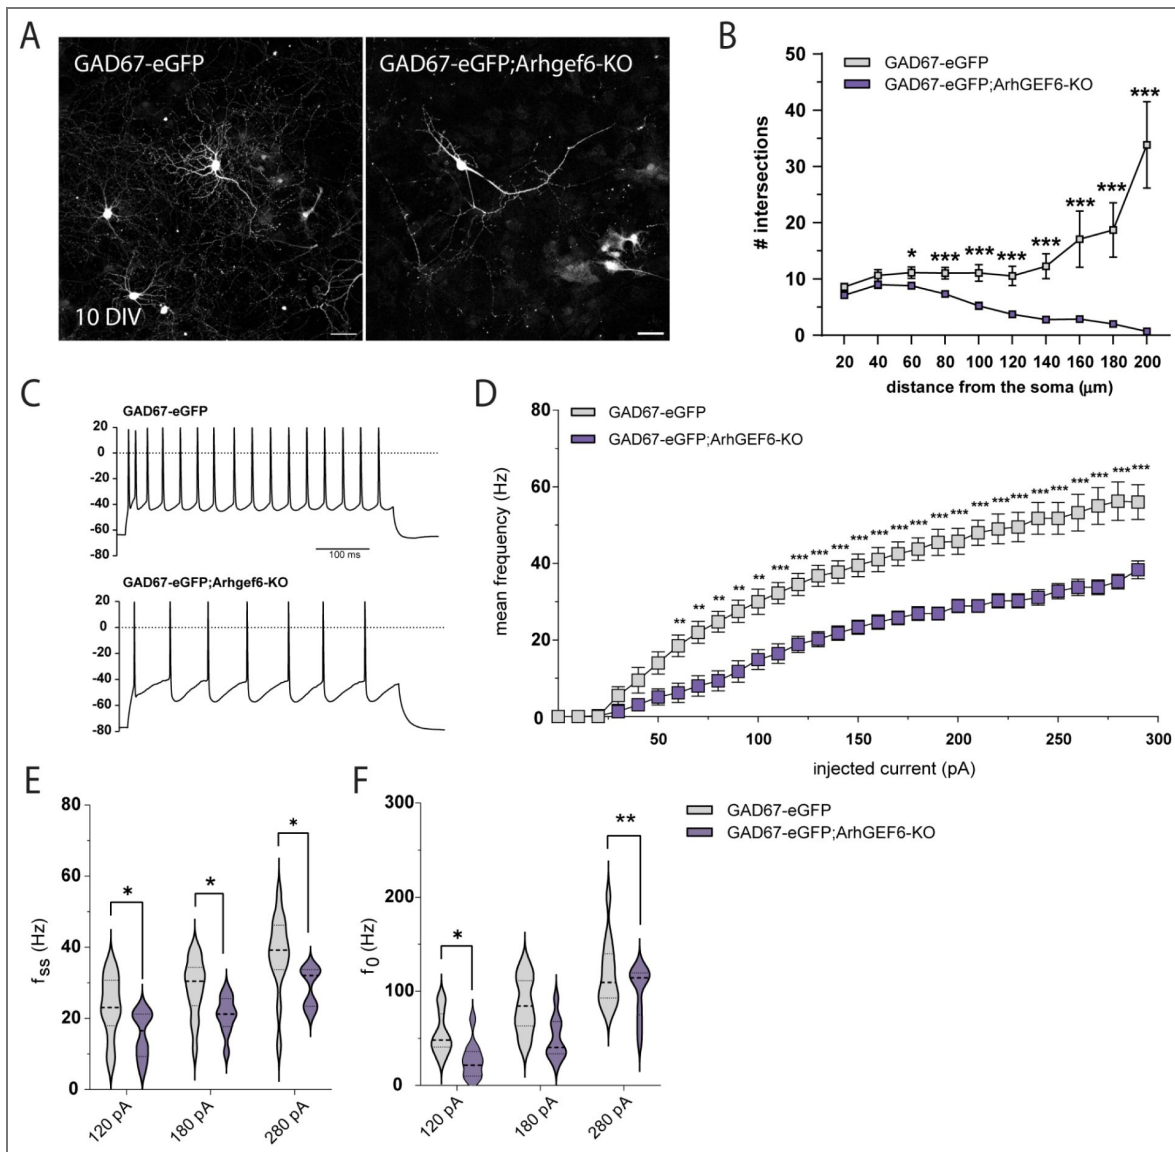 A
GAD67-eGFP
GAD67-eGFP;Arhgef6-KO
10 DIV
B
GAD67-eGFP
GAD67-eGFP;ArhGEF6-KO
# intersections
50
40
30
20
10
0
* *** *** *** *** *** *** ***
20 40 60 80 100 120 140 160 180 200
distance from the soma (µm)
C
GAD67-eGFP
20
0
-20
-40
-60
-80
100 ms
GAD67-eGFP;Arhgef6-KO
20
0
-20
-40
-60
-80
D
GAD67-eGFP
GAD67-eGFP;ArhGEF6-KO
mean frequency (Hz)
80
60
40
20
0
** ** ** ** ** *** *** *** *** *** *** *** *** *** *** *** *** *** *** *** *** *** *** ***
50 100 150 200 250 300
injected current (pA)
E
fss (Hz)
80
60
40
20
0
* * *
120 pA 180 pA 280 pA
F
f0 (Hz)
300
200
100
0
* **
120 pA 180 pA 280 pA
GAD67-eGFP
GAD67-eGFP;ArhGEF6-KO